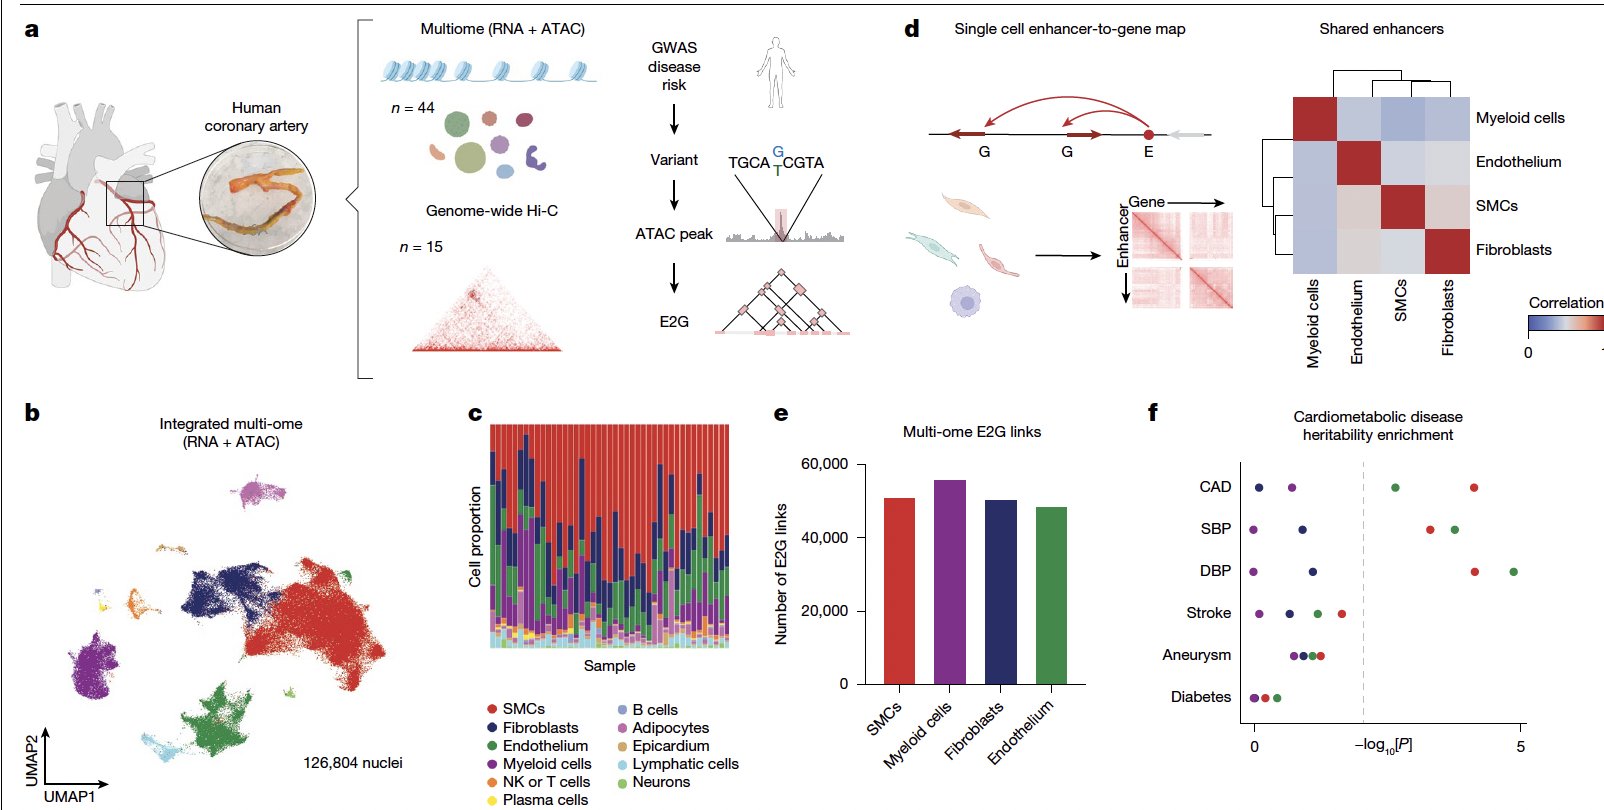 a
Human
coronary artery
Multiome (RNA + ATAC)
n = 44
Genome-wide Hi-C
n = 15
GWAS
disease
risk
Variant
ATAC peak
E2G
G
TGCA CGTA
T
d
Single cell enhancer-to-gene map
G
G
E
Gene
Enhancer
Shared enhancers
Myeloid cells
Endothelium
SMCs
Fibroblasts
Myeloid cells
Endothelium
SMCs
Fibroblasts
Correlation
0
b
Integrated multi-ome
(RNA + ATAC)
UMAP2
UMAP1
126,804 nuclei
c
Cell proportion
Sample
SMCs
Fibroblasts
Endothelium
Myeloid cells
NK or T cells
Plasma cells
B cells
Adipocytes
Epicardium
Lymphatic cells
Neurons
e
Multi-ome E2G links
Number of E2G links
60,000
40,000
20,000
0
SMCs
Myeloid cells
Fibroblasts
Endothelium
f
Cardiometabolic disease
heritability enrichment
CAD
SBP
DBP
Stroke
Aneurysm
Diabetes
0
–log10[P]
5